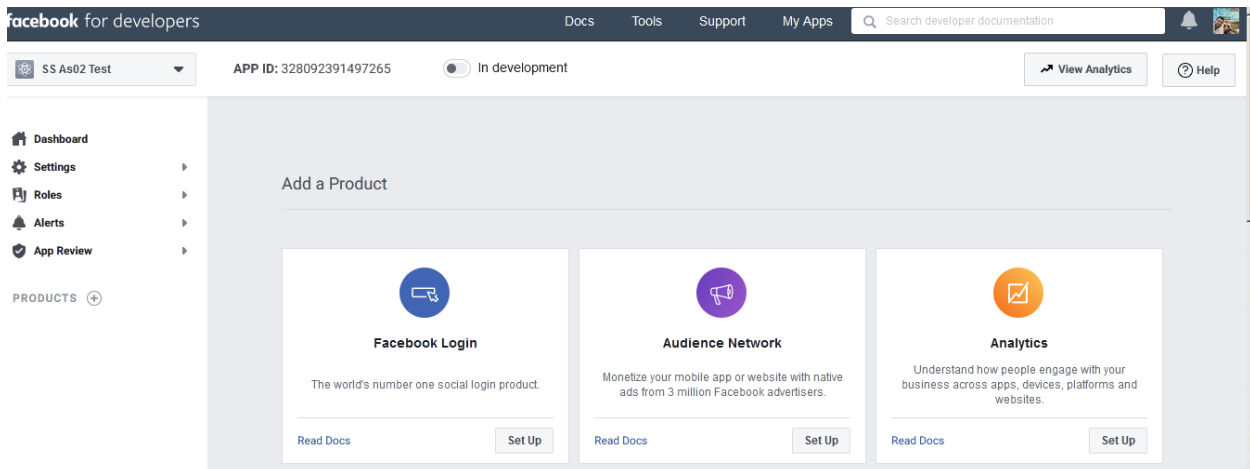 facebook for developers
Docs Tools Support My Apps Search developer documentation
SS As02 Test APP ID: 328092391497265 In development View Analytics Help
Dashboard
Settings
Roles
Alerts
App Review
PRODUCTS
Add a Product
Facebook Login
The world's number one social login product.
Read Docs Set Up
Audience Network
Monetize your mobile app or website with native
ads from 3 million Facebook advertisers.
Read Docs Set Up
Analytics
Understand how people engage with your
business across apps, devices, platforms and
websites.
Read Docs Set Up